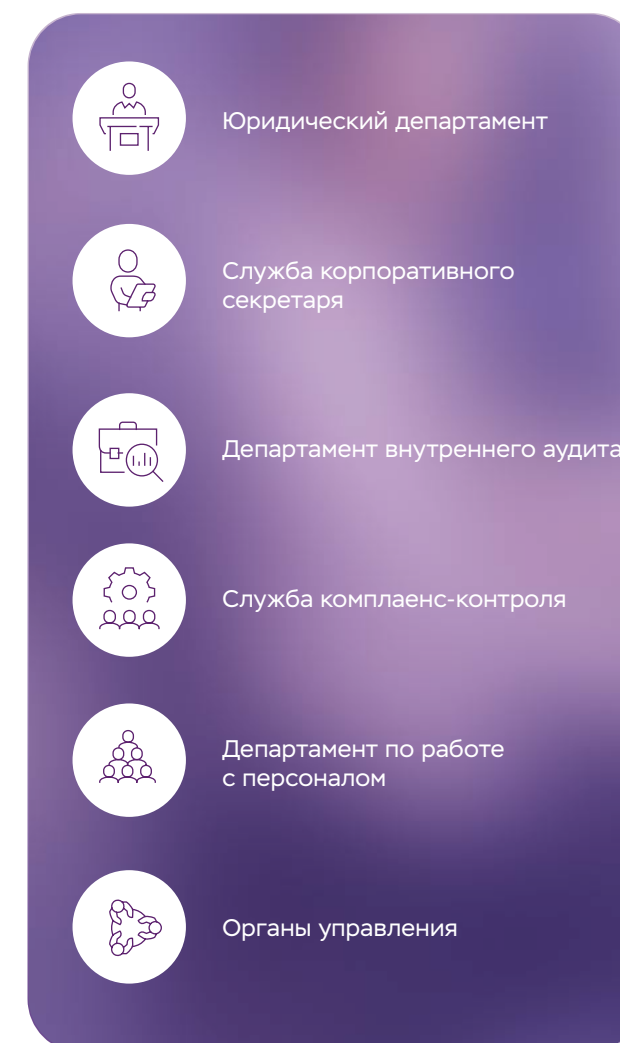 Юридический департамент
Служба корпоративного
секретаря
Департамент внутреннего аудита
Служба комплаенс-контроля
Департамент по работе
с персоналом
Органы управления